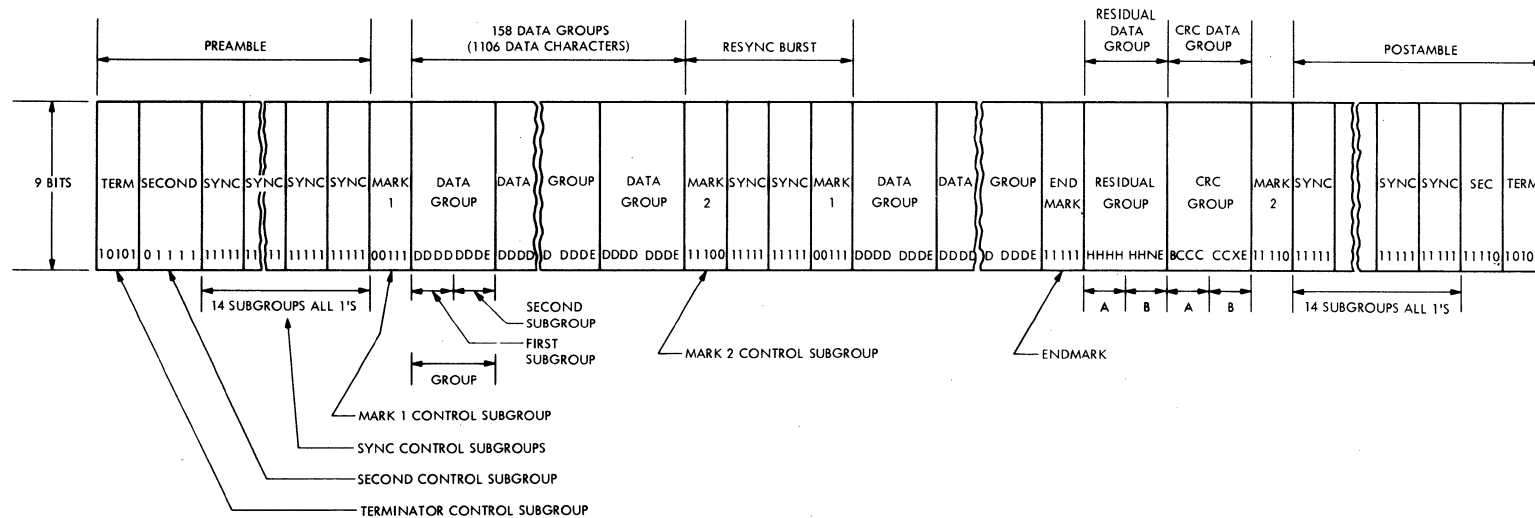 PREAMBLE
158 DATA GROUPS
(1106 DATA CHARACTERS)
RESYNC BURST
RESIDUAL
DATA
GROUP
CRC DATA
GROUP
POSTAMBLE
9 BITS
TERM
SECOND
SYNC
SYNC
SYNC
SYNC
MARK
1
DATA
GROUP
DATA
GROUP
DATA
GROUP
MARK
2
SYNC
SYNC
MARK
1
DATA
GROUP
DATA
GROUP
END
MARK
RESIDUAL
GROUP
CRC
GROUP
MARK
2
SYNC
SYNC
SYNC
SEC
TERM
10101 0 1 1 1 1 11111 11 11 11111 11111 00111 DDDD DDDE DDDD D DDDE DDDD DDDE 11100 11111 11111 00111 DDDD DDDE DDDD D DDDE 11111 HHHH HHNE BCCC CCXE 11 110 11111 11111 11111 11110 1010
14 SUBGROUPS ALL 1'S
SECOND
SUBGROUP
FIRST
SUBGROUP
GROUP
A B A B
14 SUBGROUPS ALL 1'S
MARK 2 CONTROL SUBGROUP
ENDMARK
MARK 1 CONTROL SUBGROUP
SYNC CONTROL SUBGROUPS
SECOND CONTROL SUBGROUP
TERMINATOR CONTROL SUBGROUP